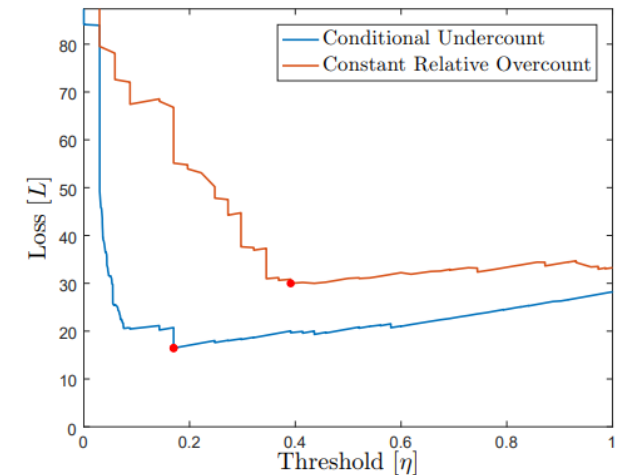 Conditional Undercount
Constant Relative Overcount
Loss [L]
80
70
60
50
40
30
20
10
0
0 0.2 0.4 0.6 0.8 1
Threshold [η]